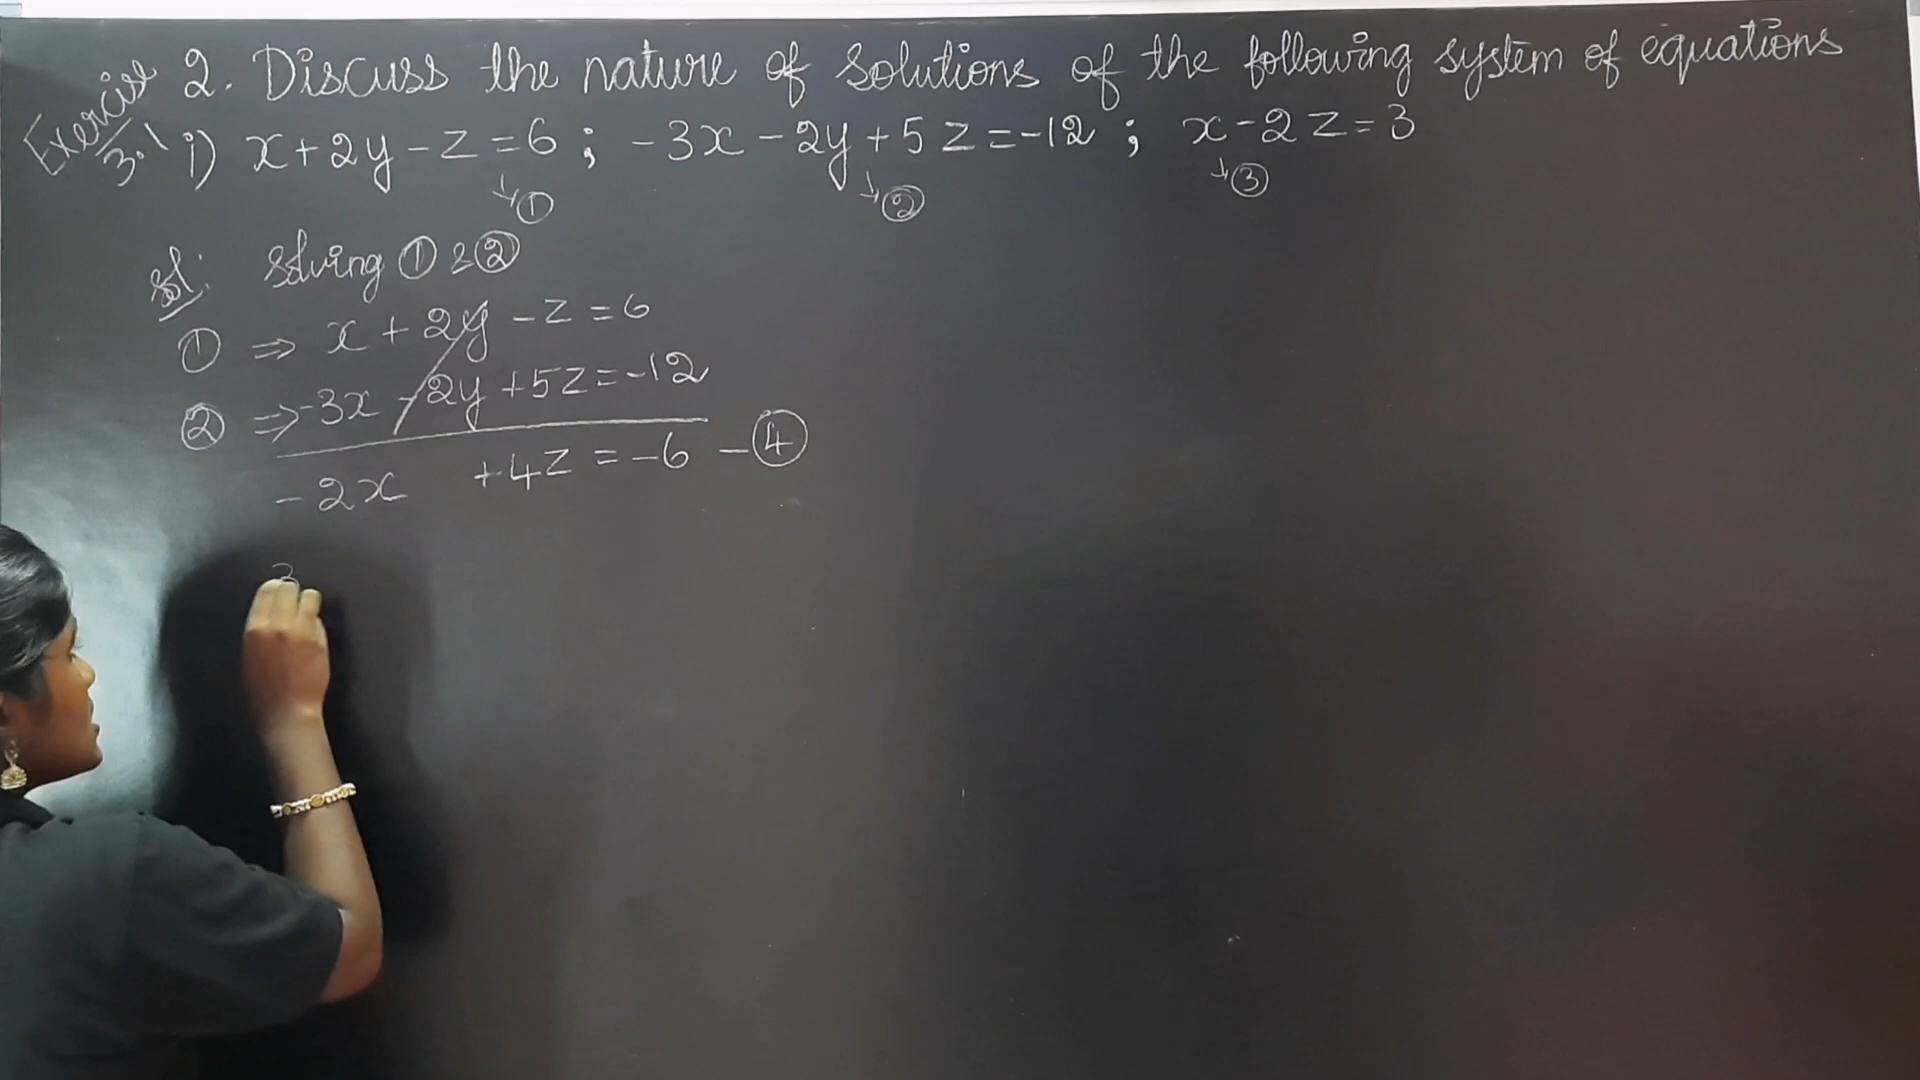 Exercise 3.1
2. Discuss the nature of solutions of the following system of equations
i) x+2y-z=6 ; -3x-2y+5z=-12 ; x-2z=3
→① →② →③
Sol: Solving ① & ②
① ⇒ x+2y-z=6
② ⇒ -3x-2y+5z=-12
-2x +4z=-6 -④